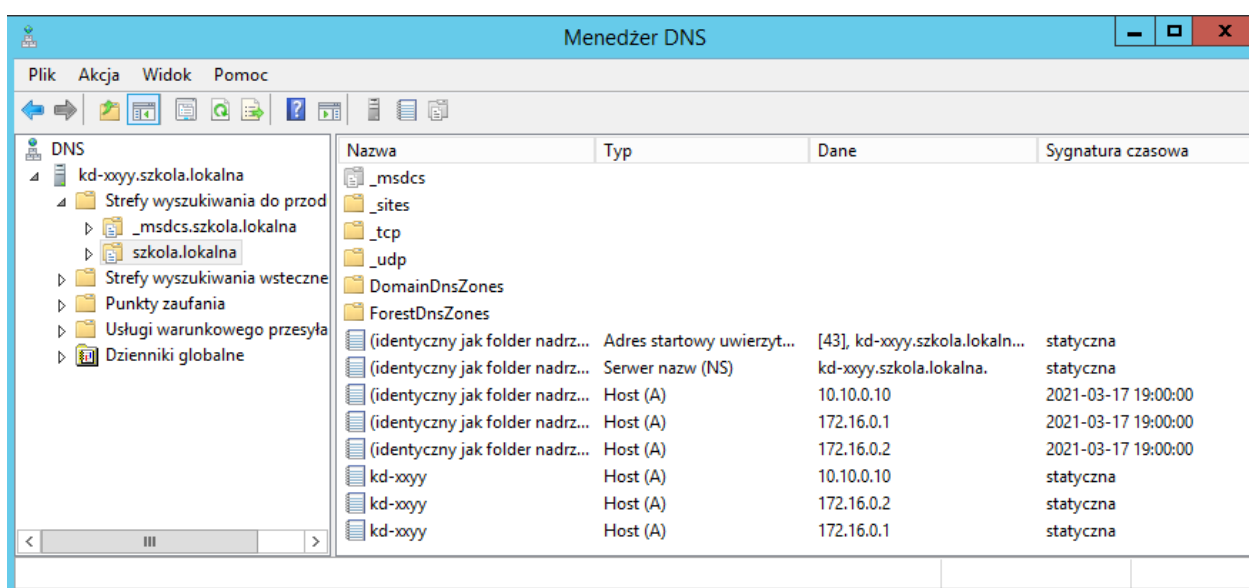 Menedżer DNS
Plik Akcja Widok Pomoc
DNS
kd-xxyy.szkola.lokalna
Strefy wyszukiwania do przod
_msdcs.szkola.lokalna
szkola.lokalna
Strefy wyszukiwania wsteczne
Punkty zaufania
Usługi warunkowego przesyła
Dzienniki globalne
Nazwa Typ Dane Sygnatura czasowa
_msdcs
_sites
_tcp
_udp
DomainDnsZones
ForestDnsZones
(identyczny jak folder nadrz... Adres startowy uwierzyt... [43], kd-xxyy.szkola.lokaln... statyczna
(identyczny jak folder nadrz... Serwer nazw (NS) kd-xxyy.szkola.lokalna. statyczna
(identyczny jak folder nadrz... Host (A) 10.10.0.10 2021-03-17 19:00:00
(identyczny jak folder nadrz... Host (A) 172.16.0.1 2021-03-17 19:00:00
(identyczny jak folder nadrz... Host (A) 172.16.0.2 2021-03-17 19:00:00
kd-xxyy Host (A) 10.10.0.10 statyczna
kd-xxyy Host (A) 172.16.0.2 statyczna
kd-xxyy Host (A) 172.16.0.1 statyczna